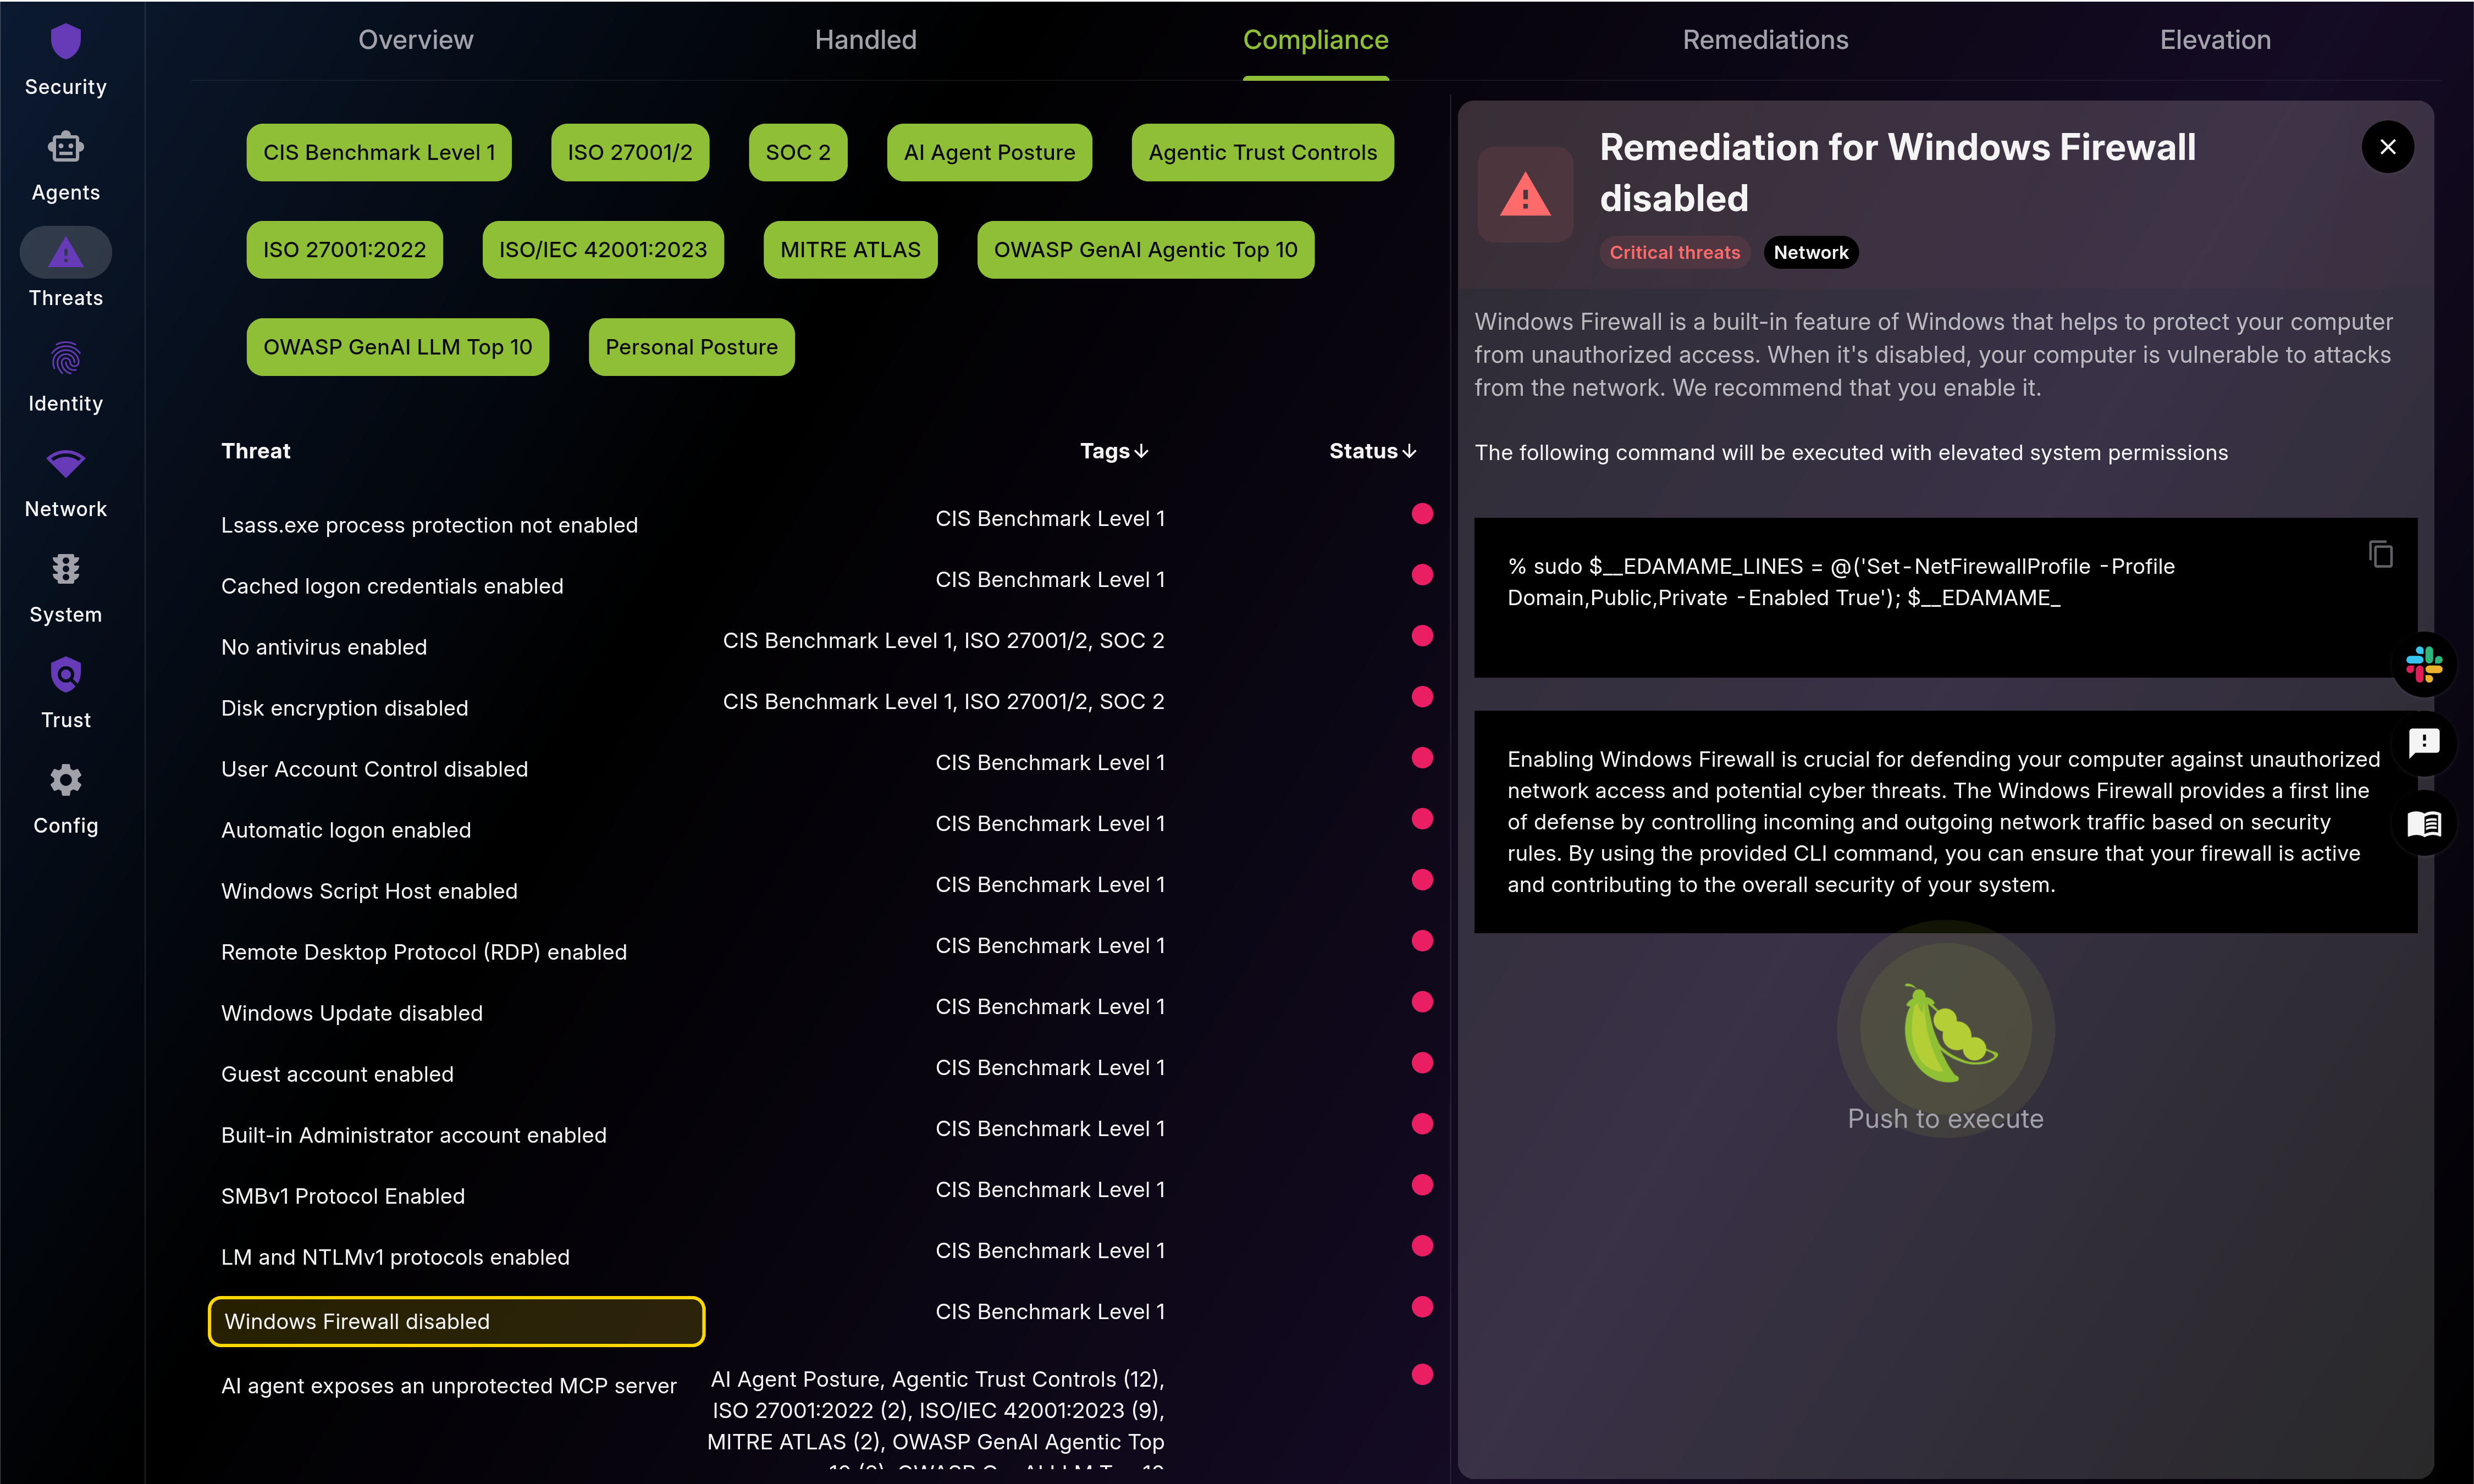 Security
Agents
Threats
Identity
Network
System
Trust
Config
Overview
Handled
Compliance
Remediations
Elevation
CIS Benchmark Level 1
ISO 27001/2
SOC 2
AI Agent Posture
Agentic Trust Controls
ISO 27001:2022
ISO/IEC 42001:2023
MITRE ATLAS
OWASP GenAI Agentic Top 10
OWASP GenAI LLM Top 10
Personal Posture
Threat Tags Status
Lsass.exe process protection not enabled CIS Benchmark Level 1
Cached logon credentials enabled CIS Benchmark Level 1
No antivirus enabled CIS Benchmark Level 1, ISO 27001/2, SOC 2
Disk encryption disabled CIS Benchmark Level 1, ISO 27001/2, SOC 2
User Account Control disabled CIS Benchmark Level 1
Automatic logon enabled CIS Benchmark Level 1
Windows Script Host enabled CIS Benchmark Level 1
Remote Desktop Protocol (RDP) enabled CIS Benchmark Level 1
Windows Update disabled CIS Benchmark Level 1
Guest account enabled CIS Benchmark Level 1
Built-in Administrator account enabled CIS Benchmark Level 1
SMBv1 Protocol Enabled CIS Benchmark Level 1
LM and NTLMv1 protocols enabled CIS Benchmark Level 1
Windows Firewall disabled CIS Benchmark Level 1
AI agent exposes an unprotected MCP server AI Agent Posture, Agentic Trust Controls (12),
ISO 27001:2022 (2), ISO/IEC 42001:2023 (9),
MITRE ATLAS (2), OWASP GenAI Agentic Top
Remediation for Windows Firewall
disabled
Critical threats
Network
Windows Firewall is a built-in feature of Windows that helps to protect your computer
from unauthorized access. When it's disabled, your computer is vulnerable to attacks
from the network. We recommend that you enable it.
The following command will be executed with elevated system permissions
% sudo $__EDAMAME_LINES = @('Set-NetFirewallProfile -Profile
Domain,Public,Private -Enabled True'); $__EDAMAME_
Enabling Windows Firewall is crucial for defending your computer against unauthorized
network access and potential cyber threats. The Windows Firewall provides a first line
of defense by controlling incoming and outgoing network traffic based on security
rules. By using the provided CLI command, you can ensure that your firewall is active
and contributing to the overall security of your system.
Push to execute